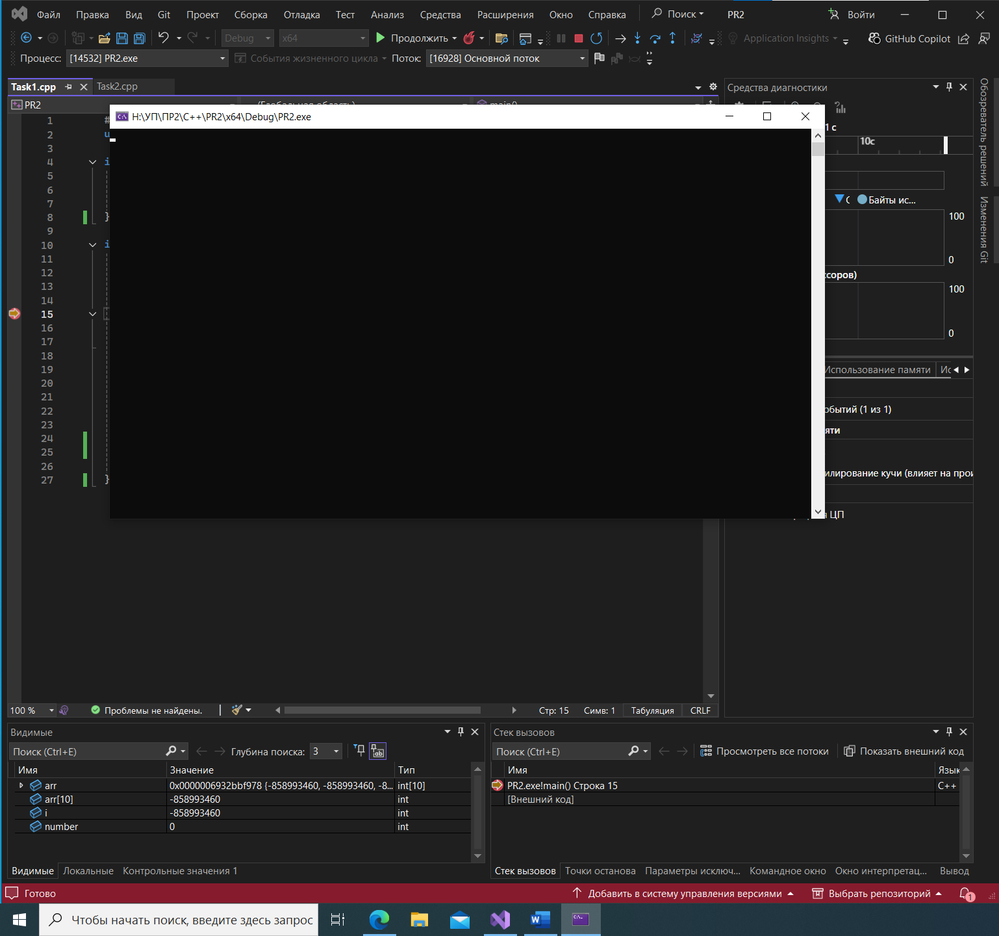 Файл Правка Вид Git Проект Сборка Отладка Тест Анализ Средства Расширения Окно Справка Поиск PR2 Войти
Debug x64 Продолжить Application Insights GitHub Copilot
Процесс: [14532] PR2.exe События жизненного цикла Поток: [16928] Основной поток
Task1.cpp Task2.cpp
PR2 (Глобальная область) main()
H:\УП\ПР2\C++\PR2\x64\Debug\PR2.exe
1 #
2 u
3
4 i
5
6
7
8 }
9
10 i
11
12
13
14
15
16
17
18
19
20
21
22
23
24
25
26
27 }
Средства диагностики
1 с
10с
С Байты ис...
100
0
ссоров)
100
0
Использование памяти Ис
обытий (1 из 1)
яти
илирование кучи (влияет на прои
я ЦП
Обозреватель решений
Изменения Git
100 % Проблемы не найдены. Стр: 15 Симв: 1 Табуляция CRLF
Видимые
Поиск (Ctrl+E) Глубина поиска: 3
Имя Значение Тип
arr 0x0000006932bbf978 {-858993460, -858993460, -8... int[10]
arr[10] -858993460 int
i -858993460 int
number 0 int
Видимые Локальные Контрольные значения 1
Стек вызовов
Поиск (Ctrl+E) Просмотреть все потоки Показать внешний код
Имя Язык
PR2.exe!main() Строка 15 C++
[Внешний код]
Стек вызовов Точки останова Параметры исключ... Командное окно Окно интерпретац... Вывод
Готово Добавить в систему управления версиями Выбрать репозиторий 1
Чтобы начать поиск, введите здесь запрос